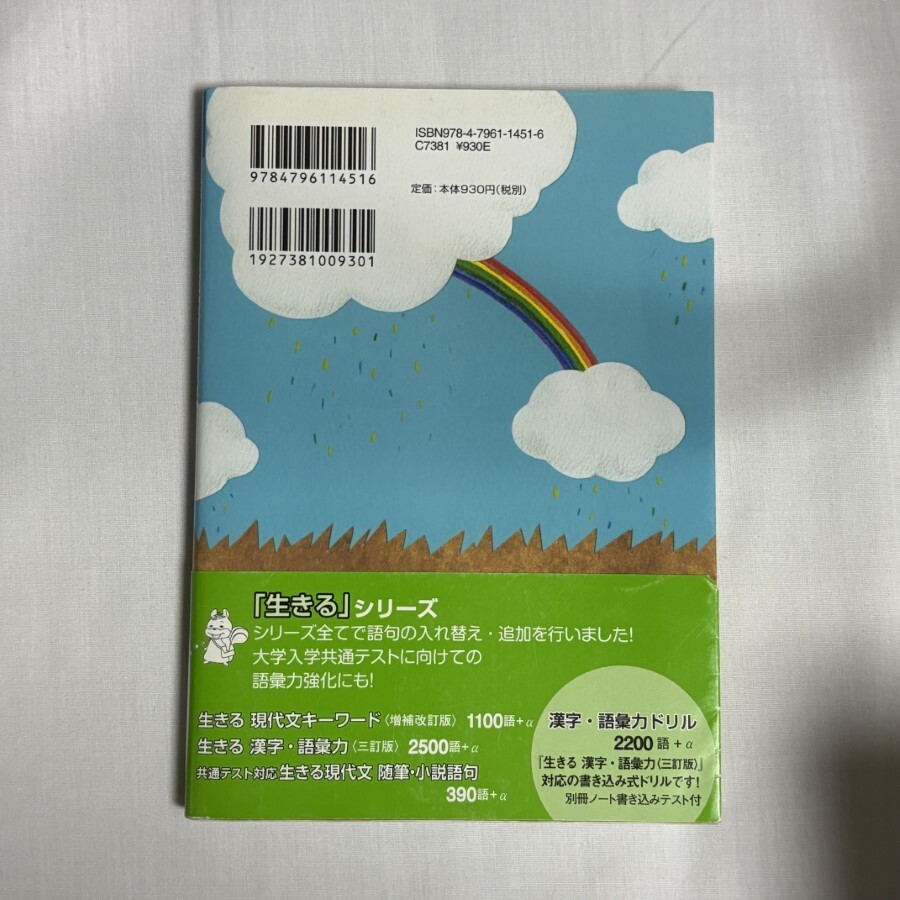 ISBN978-4-7961-1451-6
C7381 ¥930E
9784796114516
定価：本体930円(税別)
1927381009301
「生きる」シリーズ
シリーズ全てで語句の入れ替え・追加を行いました!
大学入学共通テストに向けての
語彙力強化にも!
生きる 現代文キーワード〈増補改訂版〉 1100語+α
生きる 漢字・語彙力〈三訂版〉 2500語+α
共通テスト対応 生きる現代文 随筆・小説語句
390語+α
漢字・語彙力ドリル
2200語+α
『生きる 漢字・語彙力〈三訂版〉』
対応の書き込み式ドリルです!
別冊ノート書き込みテスト付